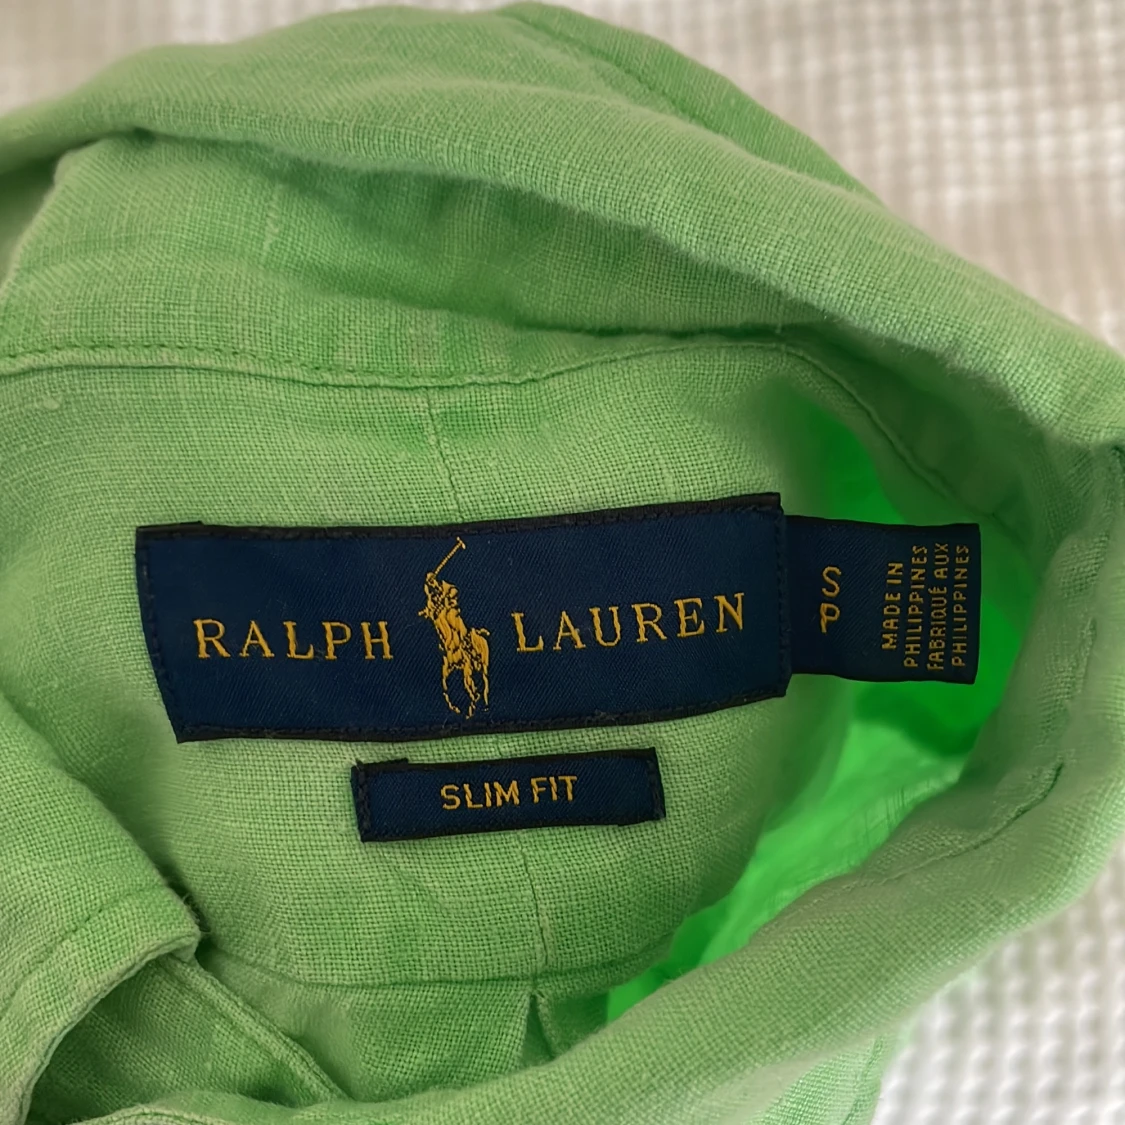 RALPH LAUREN
S
P
MADE IN
PHILIPPINES
FABRIQUÉ AUX
PHILIPPINES
SLIM FIT